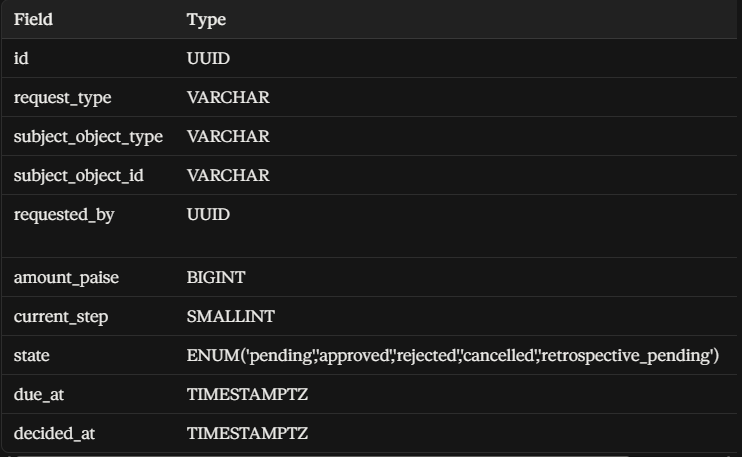 Field Type
id UUID
request_type VARCHAR
subject_object_type VARCHAR
subject_object_id VARCHAR
requested_by UUID
amount_paise BIGINT
current_step SMALLINT
state ENUM('pending','approved','rejected','cancelled','retrospective_pending')
due_at TIMESTAMPTZ
decided_at TIMESTAMPTZ